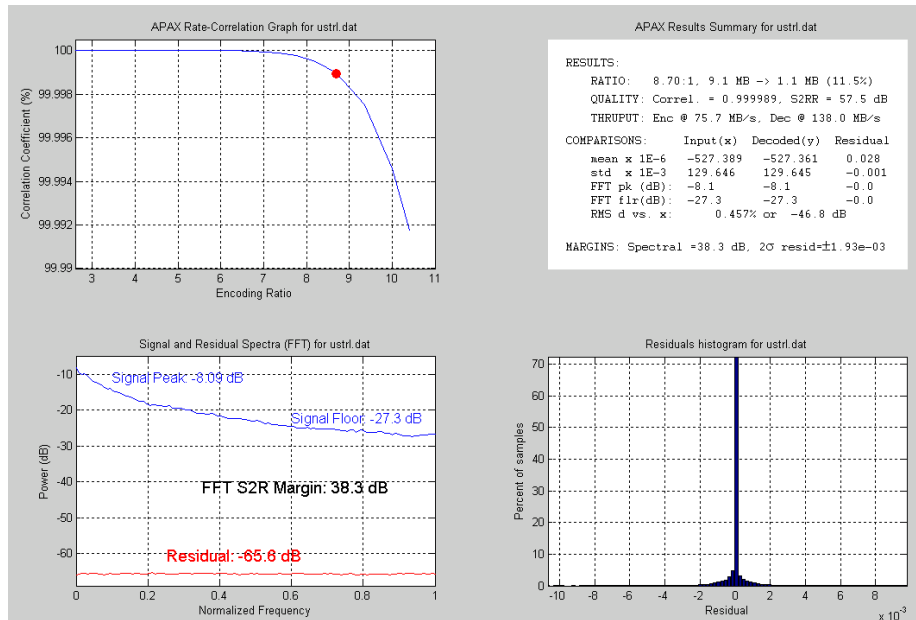 APAX Rate-Correlation Graph for ustrl.dat
100
99.998
99.996
99.994
99.992
99.99
Correlation Coefficient (%)
3 4 5 6 7 8 9 10 11
Encoding Ratio
APAX Results Summary for ustrl.dat
RESULTS:
RATIO: 8.70:1, 9.1 MB -> 1.1 MB (11.5%)
QUALITY: Correl. = 0.999989, S2RR = 57.5 dB
THRUPUT: Enc @ 75.7 MB/s, Dec @ 138.0 MB/s
COMPARISONS: Input(x) Decoded(y) Residual
mean x 1E-6 -527.389 -527.361 0.028
std x 1E-3 129.646 129.645 -0.001
FFT pk (dB): -8.1 -8.1 -0.0
FFT flr(dB): -27.3 -27.3 -0.0
RMS d vs. x: 0.457% or -46.8 dB
MARGINS: Spectral =38.3 dB, 2σ resid=±1.93e-03
Signal and Residual Spectra (FFT) for ustrl.dat
-10
-20
-30
-40
-50
-60
Power (dB)
Signal Peak: -8.09 dB
Signal Floor: -27.3 dB
FFT S2R Margin: 38.3 dB
Residual: -65.6 dB
0 0.2 0.4 0.6 0.8 1
Normalized Frequency
Residuals histogram for ustrl.dat
70
60
50
40
30
20
10
0
Percent of samples
-10 -8 -6 -4 -2 0 2 4 6 8
Residual
x 10⁻³